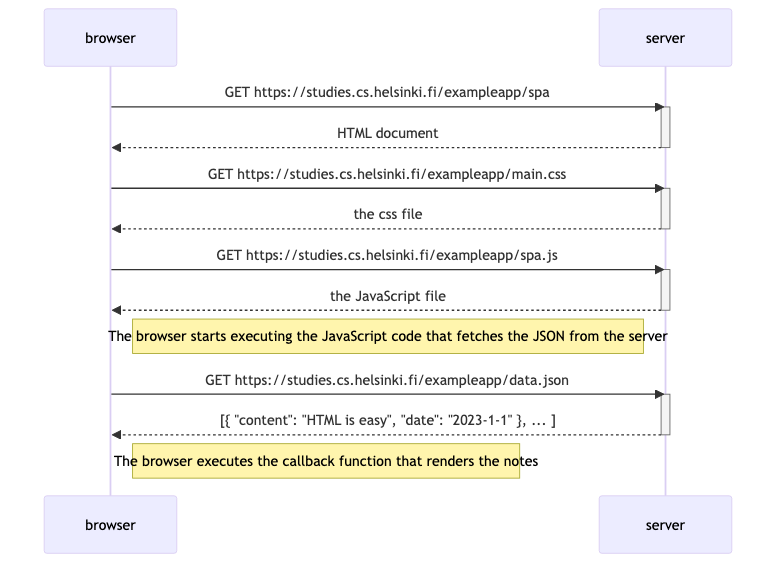 browser
server
GET https://studies.cs.helsinki.fi/exampleapp/spa
HTML document
GET https://studies.cs.helsinki.fi/exampleapp/main.css
the css file
GET https://studies.cs.helsinki.fi/exampleapp/spa.js
the JavaScript file
The browser starts executing the JavaScript code that fetches the JSON from the server
GET https://studies.cs.helsinki.fi/exampleapp/data.json
[{ "content": "HTML is easy", "date": "2023-1-1" }, ... ]
The browser executes the callback function that renders the notes
browser
server